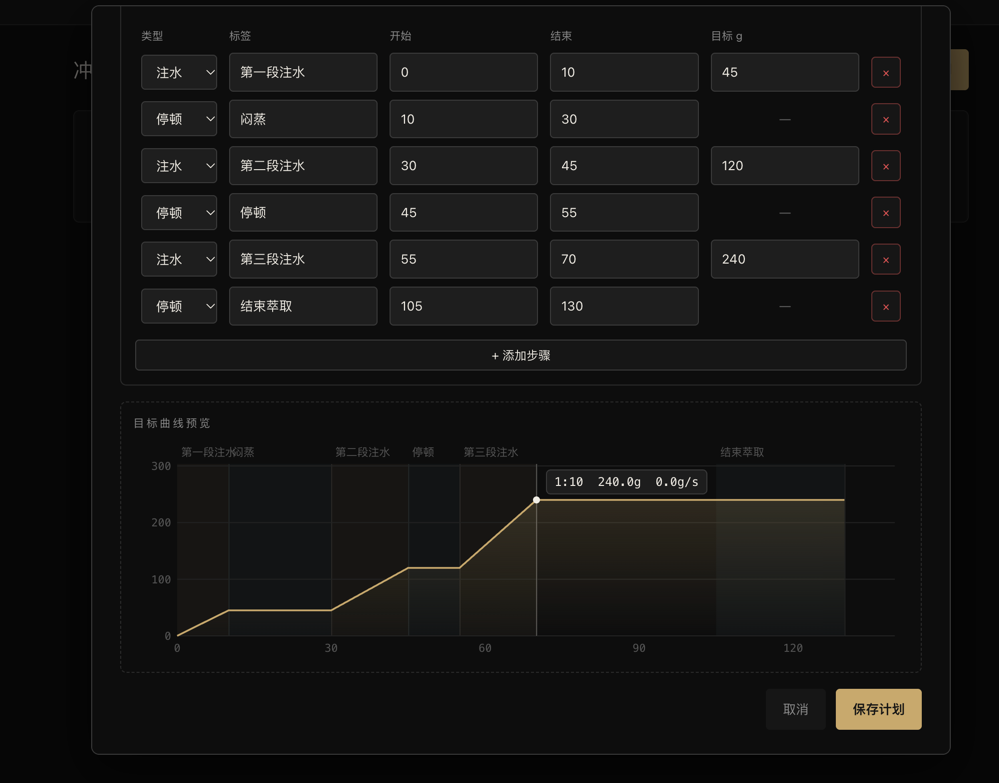 冲
类型 标签 开始 结束 目标 g
注水 第一段注水 0 10 45 ×
停顿 闷蒸 10 30 — ×
注水 第二段注水 30 45 120 ×
停顿 停顿 45 55 — ×
注水 第三段注水 55 70 240 ×
停顿 结束萃取 105 130 — ×
+ 添加步骤
目标曲线预览
第一段注水 闷蒸 第二段注水 停顿 第三段注水 结束萃取
300
1:10 240.0g 0.0g/s
200
100
0
0 30 60 90 120
取消 保存计划